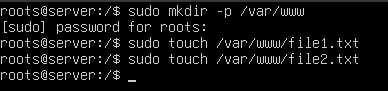 roots@server:/$ sudo mkdir -p /var/www
[sudo] password for roots:
roots@server:/$ sudo touch /var/www/file1.txt
roots@server:/$ sudo touch /var/www/file2.txt
roots@server:/$ _